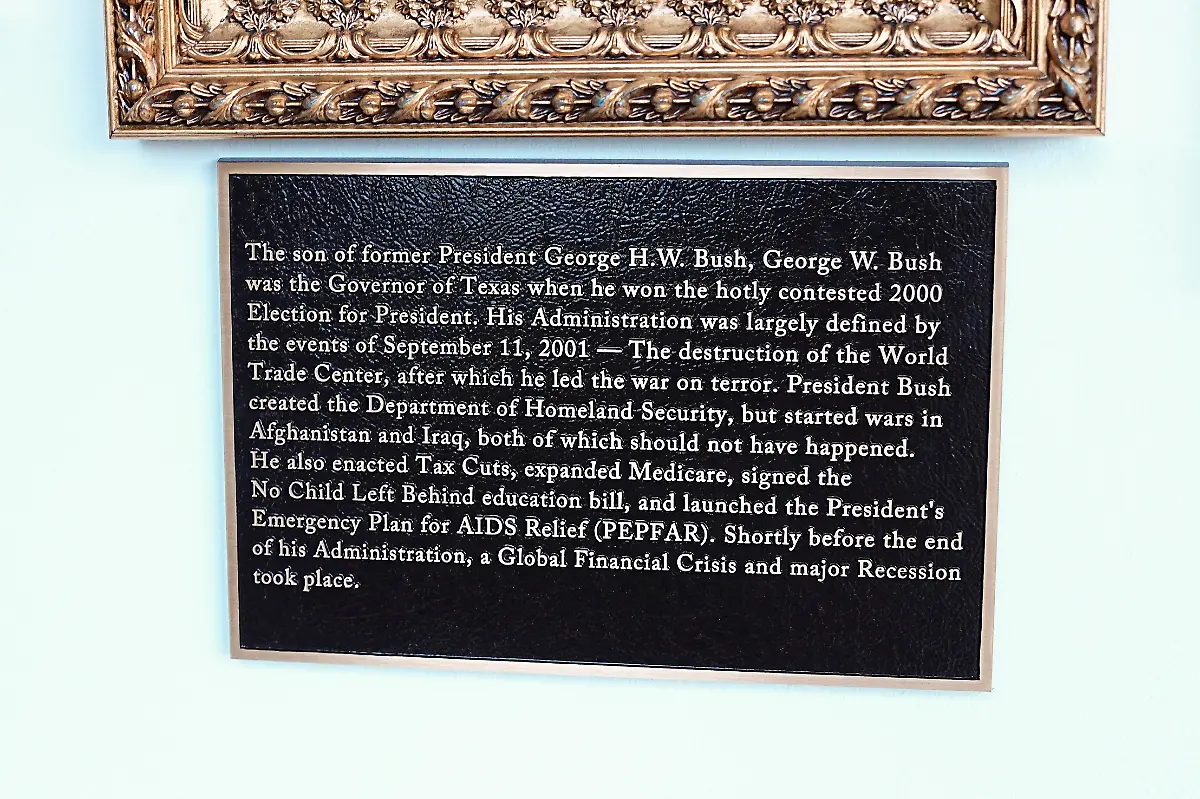 The son of former President George H.W. Bush, George W. Bush
was the Governor of Texas when he won the hotly contested 2000
Election for President. His Administration was largely defined by
the events of September 11, 2001 — The destruction of the World
Trade Center, after which he led the war on terror. President Bush
created the Department of Homeland Security, but started wars in
Afghanistan and Iraq, both of which should not have happened.
He also enacted Tax Cuts, expanded Medicare, signed the
No Child Left Behind education bill, and launched the President's
Emergency Plan for AIDS Relief (PEPFAR). Shortly before the end
of his Administration, a Global Financial Crisis and major Recession
took place.